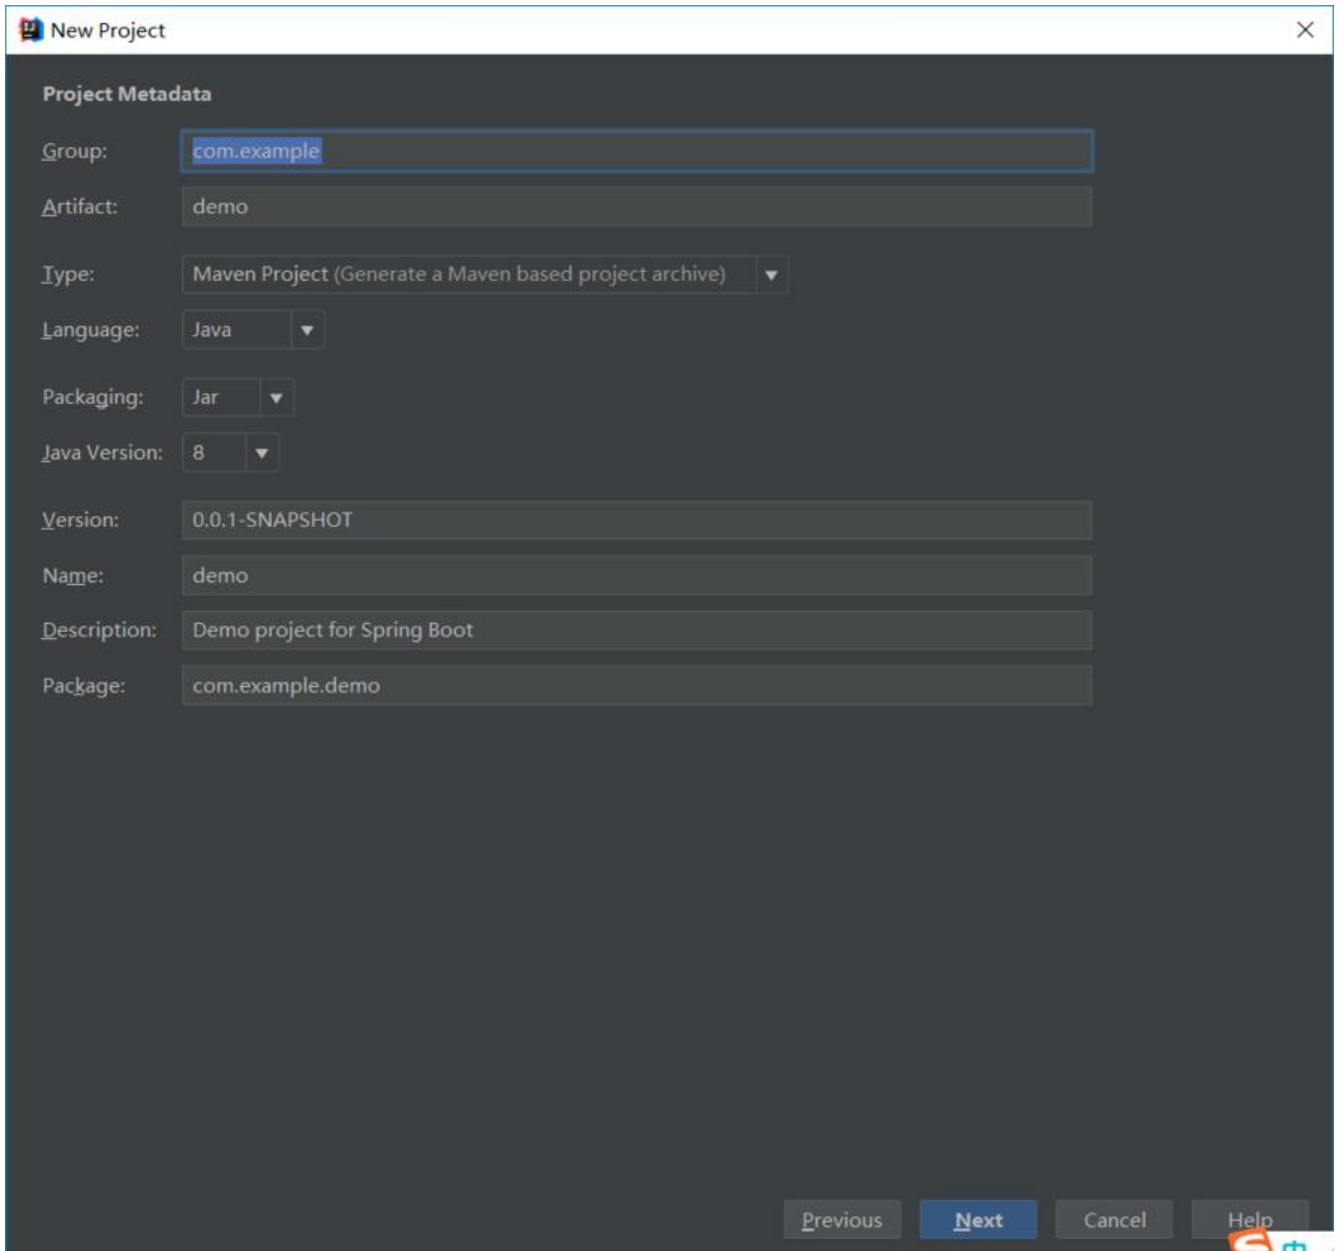 New Project
Project Metadata
Group: com.example
Artifact: demo
Type: Maven Project (Generate a Maven based project archive)
Language: Java
Packaging: Jar
Java Version: 8
Version: 0.0.1-SNAPSHOT
Name: demo
Description: Demo project for Spring Boot
Package: com.example.demo
Previous Next Cancel Help